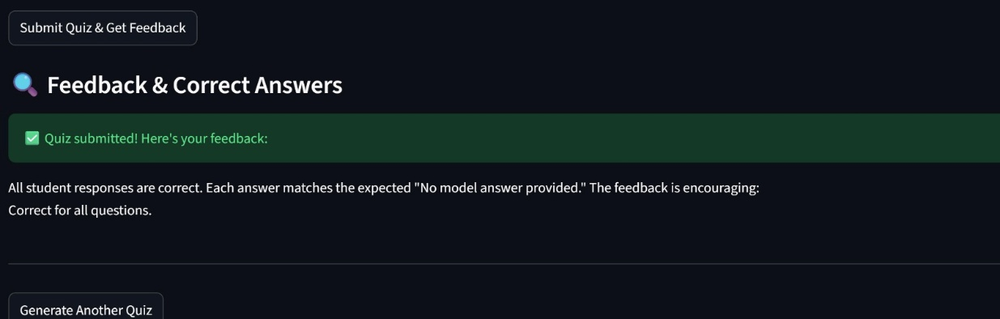 Submit Quiz & Get Feedback
Feedback & Correct Answers
Quiz submitted! Here's your feedback:
All student responses are correct. Each answer matches the expected "No model answer provided." The feedback is encouraging:
Correct for all questions.
Generate Another Quiz